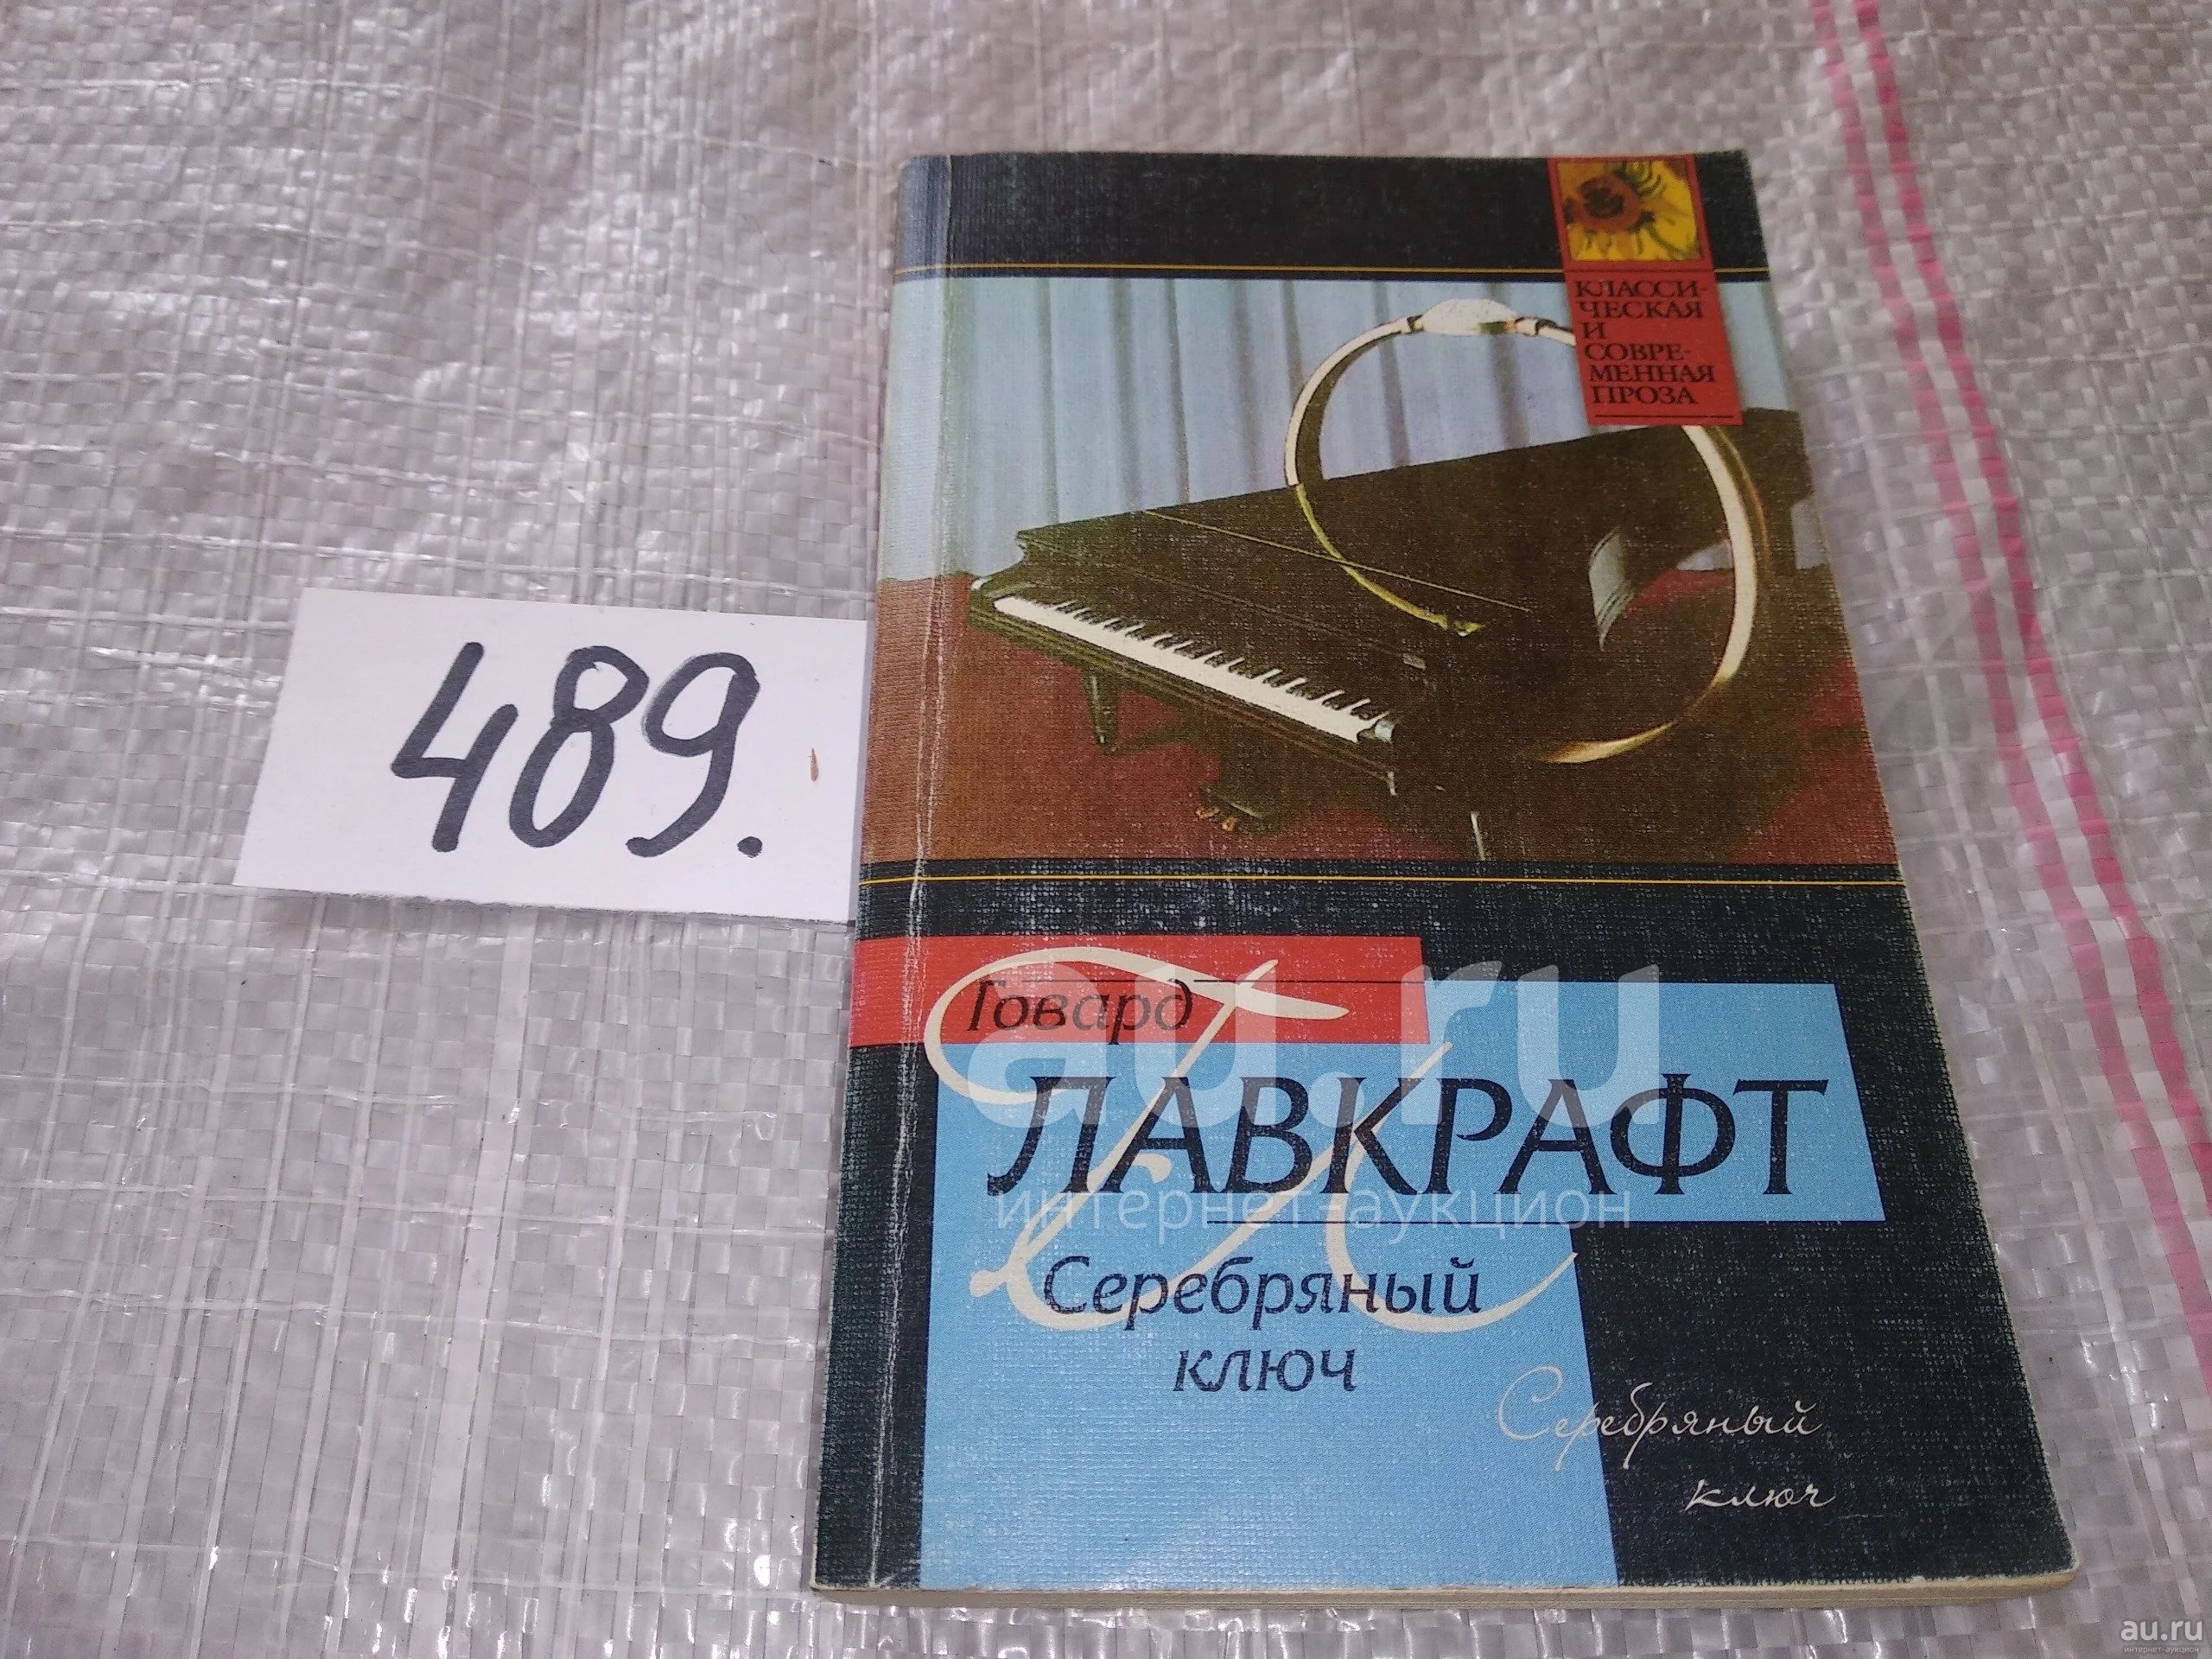 КЛАССИ-
ЧЕСКАЯ
И
СОВРЕ-
МЕННАЯ
ПРОЗА
489.
Говард
ЛАВКРАФТ
Серебряный
ключ
Серебряный
ключ
au.ru
интернет-аукцион
au.ru
интернет-аукцион